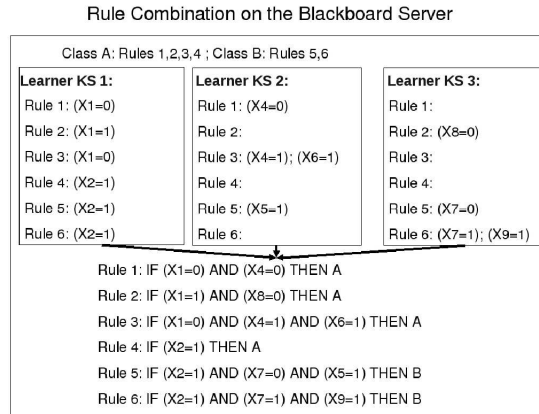 Rule Combination on the Blackboard Server
Class A: Rules 1,2,3,4 ; Class B: Rules 5,6
Learner KS 1:
Rule 1: (X1=0)
Rule 2: (X1=1)
Rule 3: (X1=0)
Rule 4: (X2=1)
Rule 5: (X2=1)
Rule 6: (X2=1)
Learner KS 2:
Rule 1: (X4=0)
Rule 2:
Rule 3: (X4=1); (X6=1)
Rule 4:
Rule 5: (X5=1)
Rule 6:
Learner KS 3:
Rule 1:
Rule 2: (X8=0)
Rule 3:
Rule 4:
Rule 5: (X7=0)
Rule 6: (X7=1); (X9=1)
Rule 1: IF (X1=0) AND (X4=0) THEN A
Rule 2: IF (X1=1) AND (X8=0) THEN A
Rule 3: IF (X1=0) AND (X4=1) AND (X6=1) THEN A
Rule 4: IF (X2=1) THEN A
Rule 5: IF (X2=1) AND (X7=0) AND (X5=1) THEN B
Rule 6: IF (X2=1) AND (X7=1) AND (X9=1) THEN B